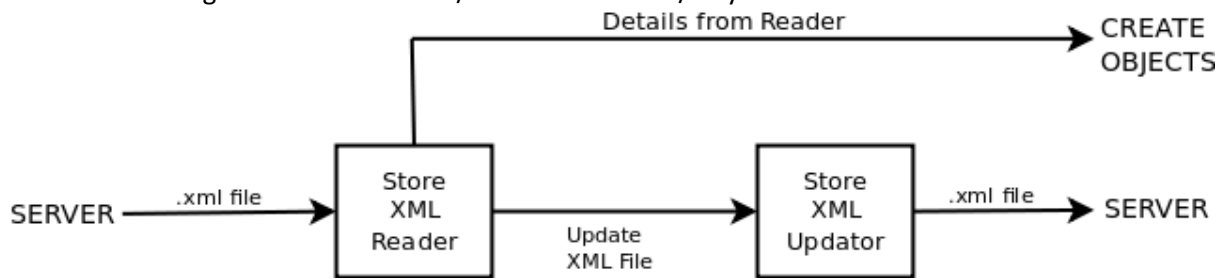 Details from Reader
CREATE
OBJECTS
Store
XML
Reader
Store
XML
Updator
SERVER
.xml file
Update
XML File
.xml file
SERVER